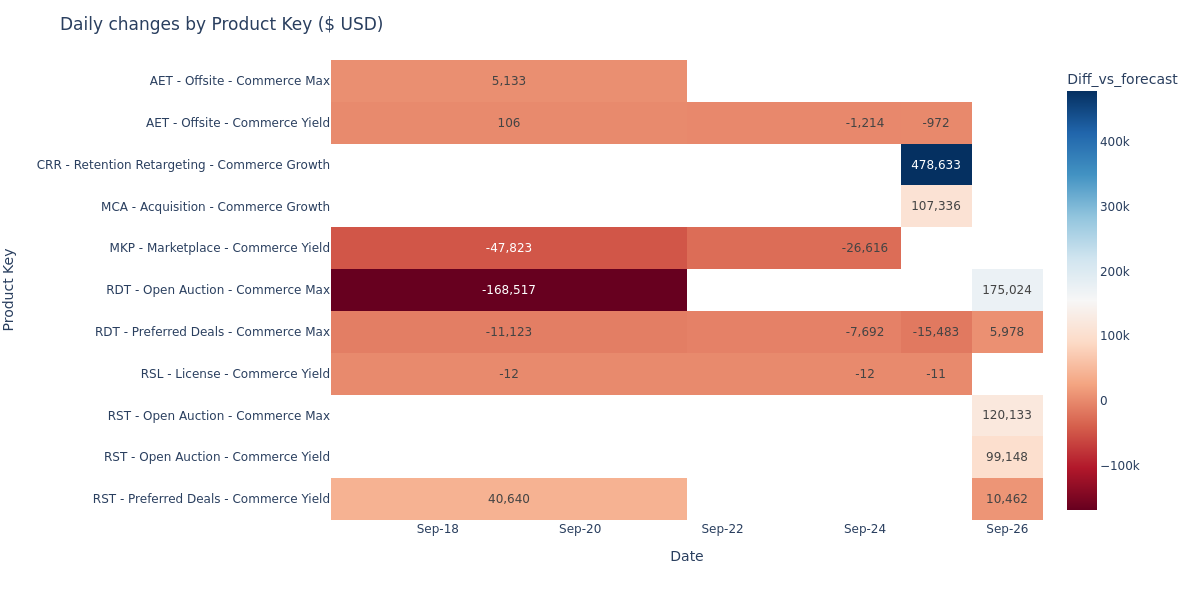 Daily changes by Product Key ($ USD)
Diff_vs_forecast
AET - Offsite - Commerce Max 5,133
AET - Offsite - Commerce Yield 106 -1,214 -972
CRR - Retention Retargeting - Commerce Growth 478,633
MCA - Acquisition - Commerce Growth 107,336
MKP - Marketplace - Commerce Yield -47,823 -26,616
RDT - Open Auction - Commerce Max -168,517 175,024
RDT - Preferred Deals - Commerce Max -11,123 -7,692 -15,483 5,978
RSL - License - Commerce Yield -12 -12 -11
RST - Open Auction - Commerce Max 120,133
RST - Open Auction - Commerce Yield 99,148
RST - Preferred Deals - Commerce Yield 40,640 10,462
Product Key
Sep-18 Sep-20 Sep-22 Sep-24 Sep-26
Date
400k
300k
200k
100k
0
−100k